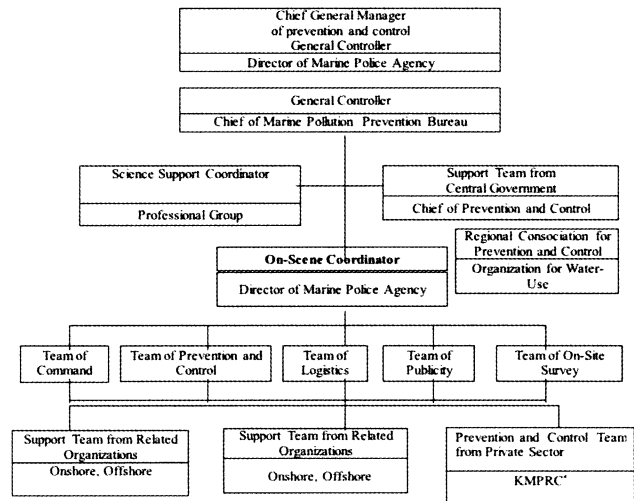 Chief General Manager
of prevention and control
General Controller
Director of Marine Police Agency
General Controller
Chief of Marine Pollution Prevention Bureau
Science Support Coordinator
Professional Group
Support Team from
Central Government
Chief of Prevention and Control
Regional Consociation for
Prevention and Control
Organization for Water-
Use
On-Scene Coordinator
Director of Marine Police Agency
Team of
Command
Team of Prevention and
Control
Team of
Logistics
Team of
Publicity
Team of On-Site
Survey
Support Team from Related
Organizations
Onshore, Offshore
Support Team from Related
Organizations
Onshore, Offshore
Prevention and Control Team
from Private Sector
KMPRC*